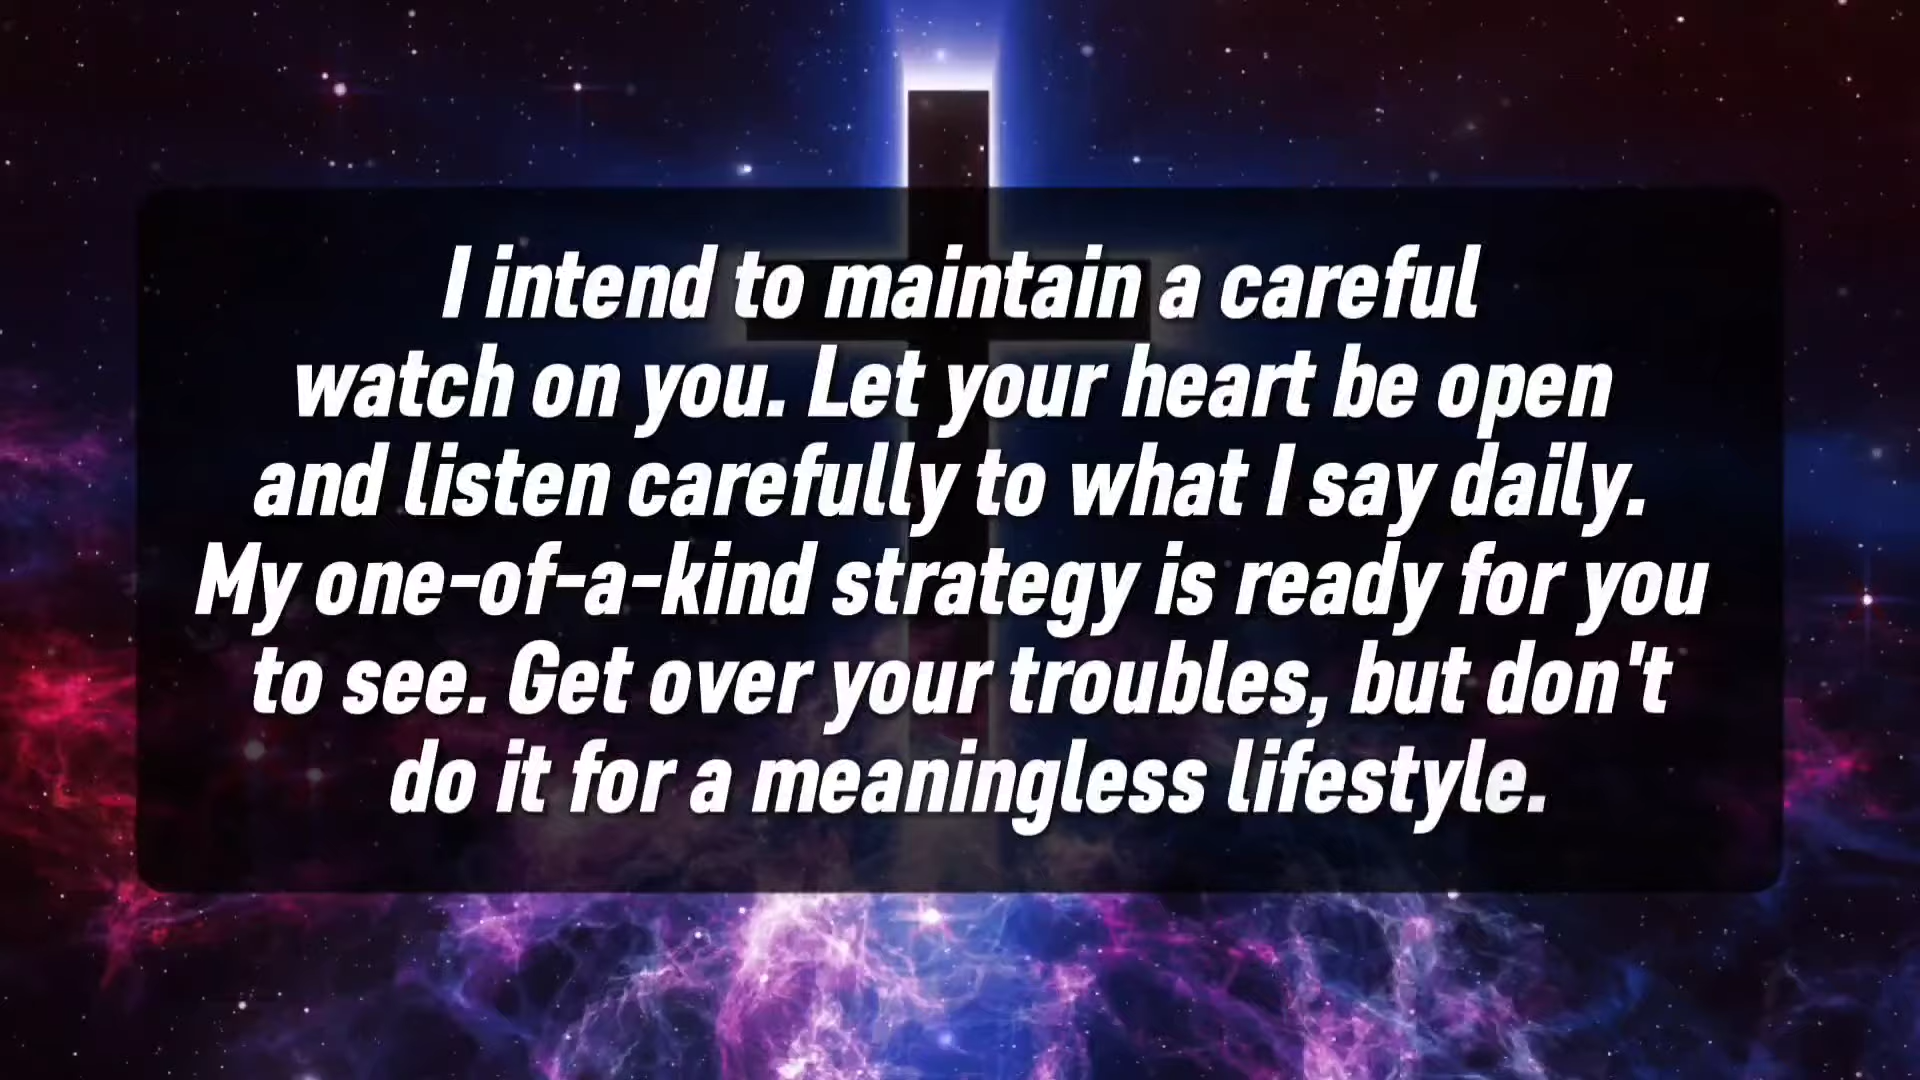 I intend to maintain a careful
watch on you. Let your heart be open
and listen carefully to what I say daily.
My one-of-a-kind strategy is ready for you
to see. Get over your troubles, but don't
do it for a meaningless lifestyle.